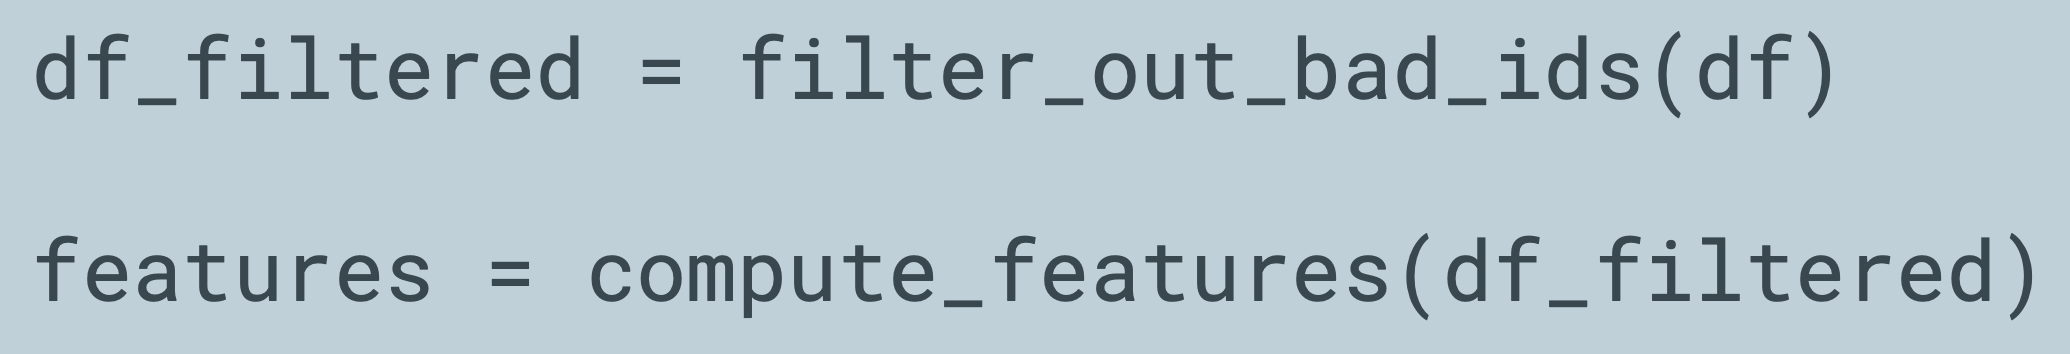 df_filtered = filter_out_bad_ids(df)
features = compute_features(df_filtered)